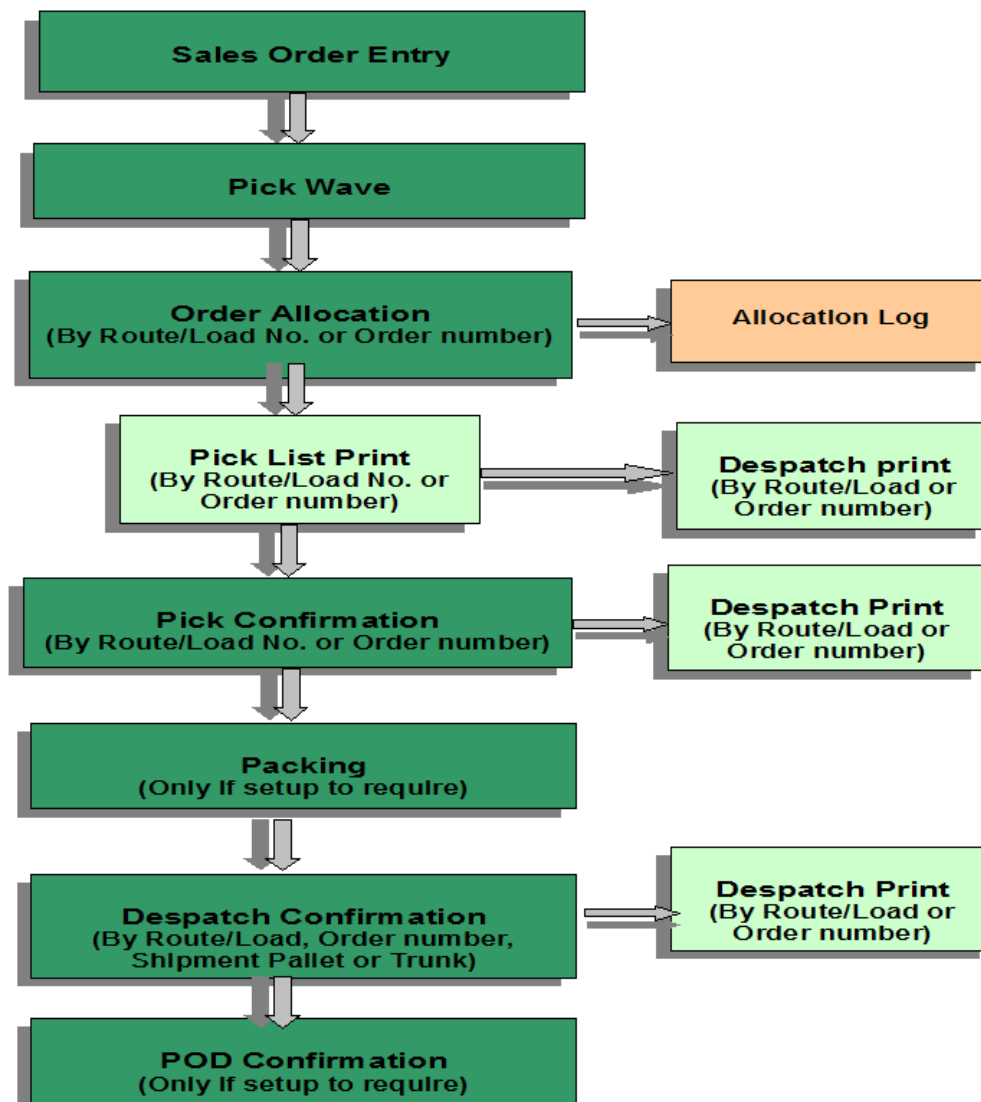 Sales Order Entry
Pick Wave
Order Allocation
(By Route/Load No. or Order number)
Allocation Log
Pick List Print
(By Route/Load No. or
Order number)
Despatch print
(By Route/Load or
Order number)
Pick Confirmation
(By Route/Load No. or Order number)
Despatch Print
(By Route/Load or
Order number)
Packing
(Only if setup to require)
Despatch Confirmation
(By Route/Load, Order number,
Shipment Pallet or Trunk)
Despatch Print
(By Route/Load or
Order number)
POD Confirmation
(Only if setup to require)